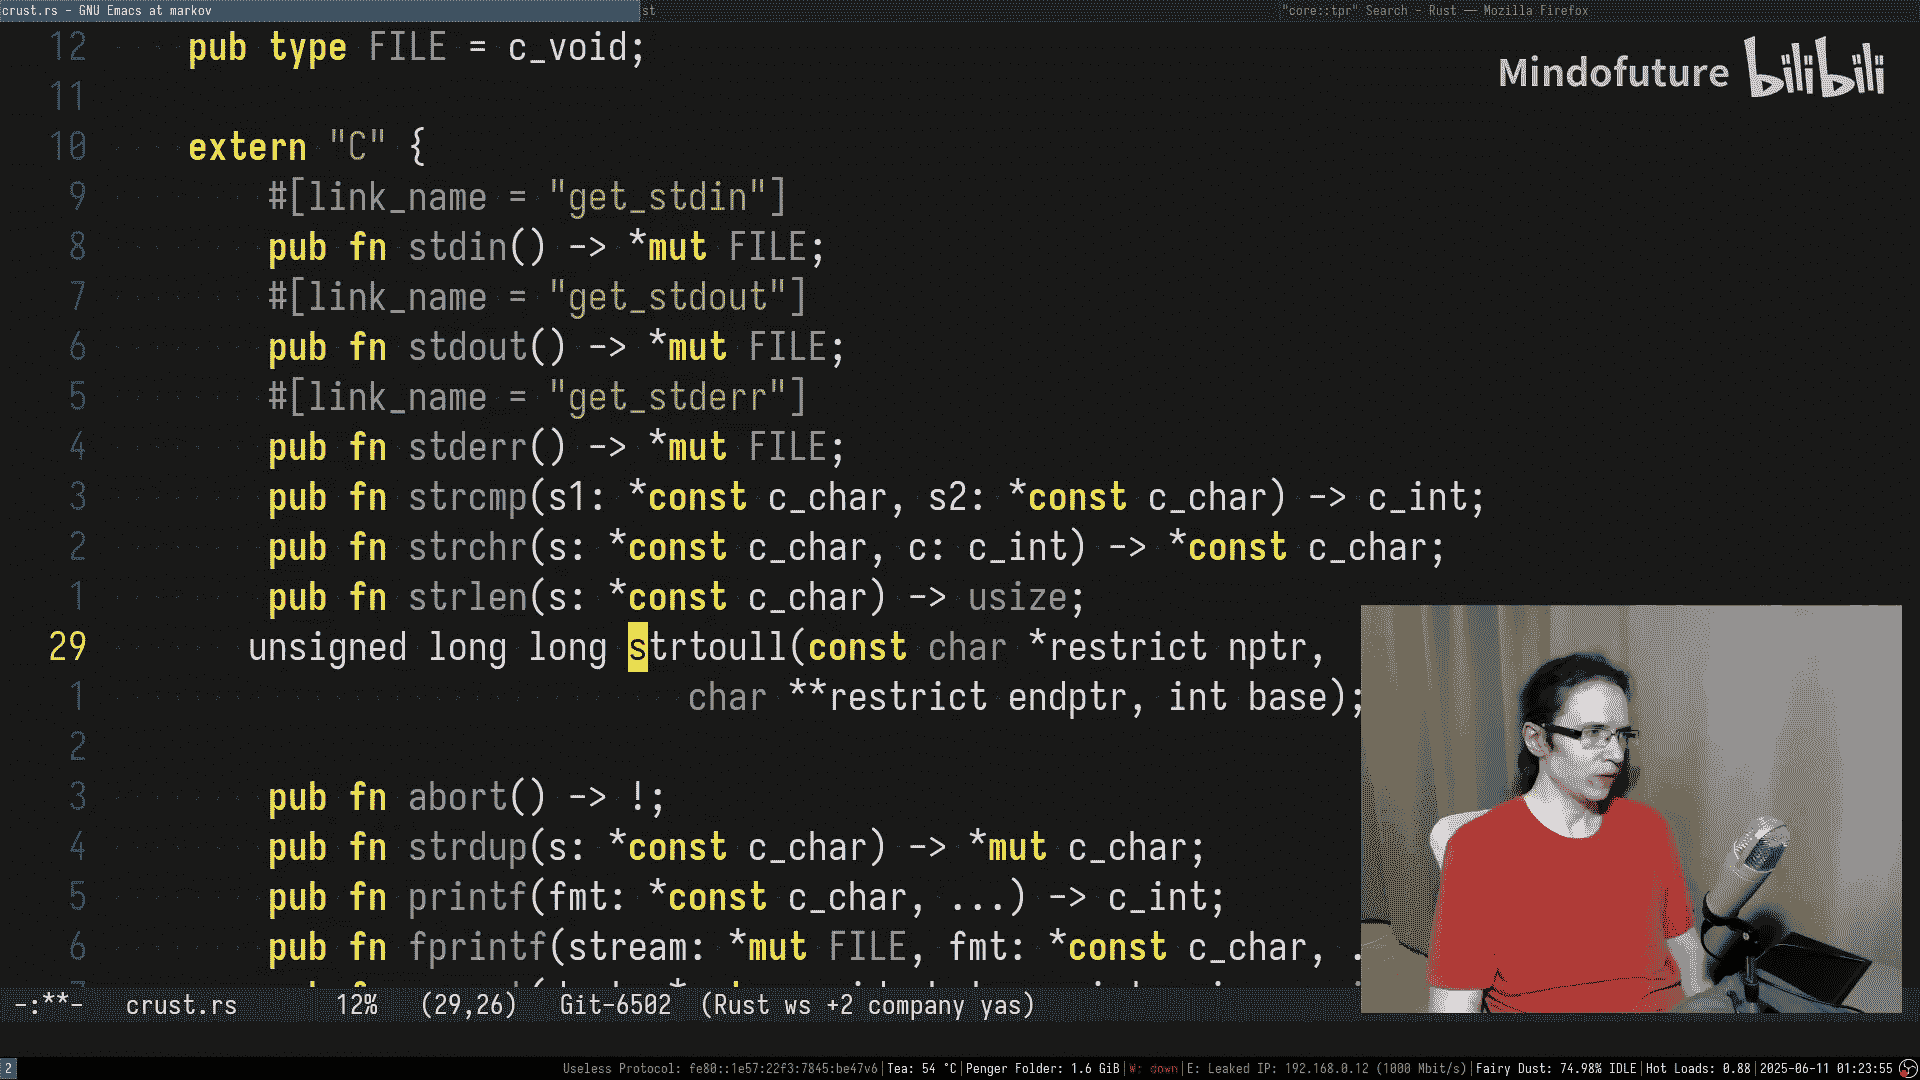 crust.rs - GNU Emacs at markov
st
"core::tpr" Search - Rust — Mozilla Firefox
Mindofuture bilibili
12 pub type FILE = c_void;
11
10 extern "C" {
9 #[link_name = "get_stdin"]
8 pub fn stdin() -> *mut FILE;
7 #[link_name = "get_stdout"]
6 pub fn stdout() -> *mut FILE;
5 #[link_name = "get_stderr"]
4 pub fn stderr() -> *mut FILE;
3 pub fn strcmp(s1: *const c_char, s2: *const c_char) -> c_int;
2 pub fn strchr(s: *const c_char, c: c_int) -> *const c_char;
1 pub fn strlen(s: *const c_char) -> usize;
29 unsigned long long strtoull(const char *restrict nptr,
1 char **restrict endptr, int base);
2
3 pub fn abort() -> !;
4 pub fn strdup(s: *const c_char) -> *mut c_char;
5 pub fn printf(fmt: *const c_char, ...) -> c_int;
6 pub fn fprintf(stream: *mut FILE, fmt: *const c_char, .
-:**- crust.rs 12% (29,26) Git-6502 (Rust ws +2 company yas)
2 Useless Protocol: fe80::1e57:22f3:7845:be47v6|Tea: 54 °C|Penger Folder: 1.6 GiB|W: down|E: Leaked IP: 192.168.0.12 (1000 Mbit/s)|Fairy Dust: 74.98% IDLE|Hot Loads: 0.88|2025-06-11 01:23:55